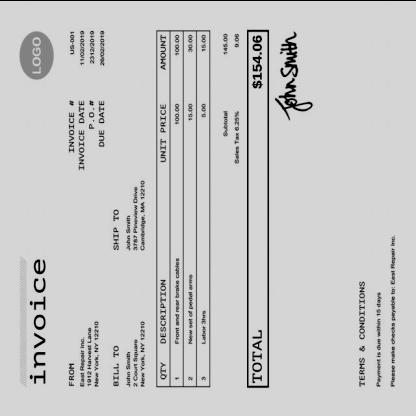 LOGO
invoice
FROM
East Repair Inc.
1912 Harvest Lane
New York, NY 12210
INVOICE # US-001
INVOICE DATE 11/02/2019
P.O.# 2312/2019
DUE DATE 26/02/2019
BILL TO
John Smith
2 Court Square
New York, NY 12210
SHIP TO
John Smith
3787 Pineview Drive
Cambridge, MA 12210
QTY DESCRIPTION UNIT PRICE AMOUNT
1 Front and rear brake cables 100.00 100.00
2 New set of pedal arms 15.00 30.00
3 Labor 3hrs 5.00 15.00
Subtotal 145.00
Sales Tax 6.25% 9.06
TOTAL $154.06
John Smith
TERMS & CONDITIONS
Payment is due within 15 days
Please make checks payable to: East Repair Inc.